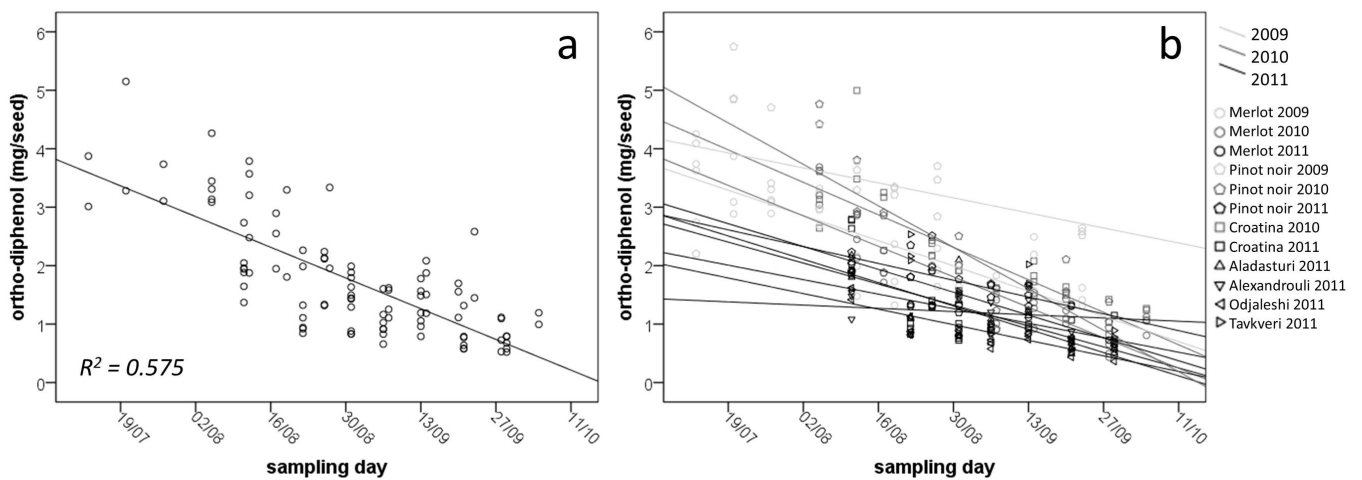 a
6
5
4
3
2
1
0
ortho-diphenol (mg/seed)
R² = 0.575
19/07
02/08
16/08
30/08
13/09
27/09
11/10
sampling day
b
6
5
4
3
2
1
0
ortho-diphenol (mg/seed)
19/07
02/08
16/08
30/08
13/09
27/09
11/10
sampling day
2009
2010
2011
Merlot 2009
Merlot 2010
Merlot 2011
Pinot noir 2009
Pinot noir 2010
Pinot noir 2011
Croatina 2010
Croatina 2011
Aladasturi 2011
Alexandrouli 2011
Odjaleshi 2011
Tavkveri 2011